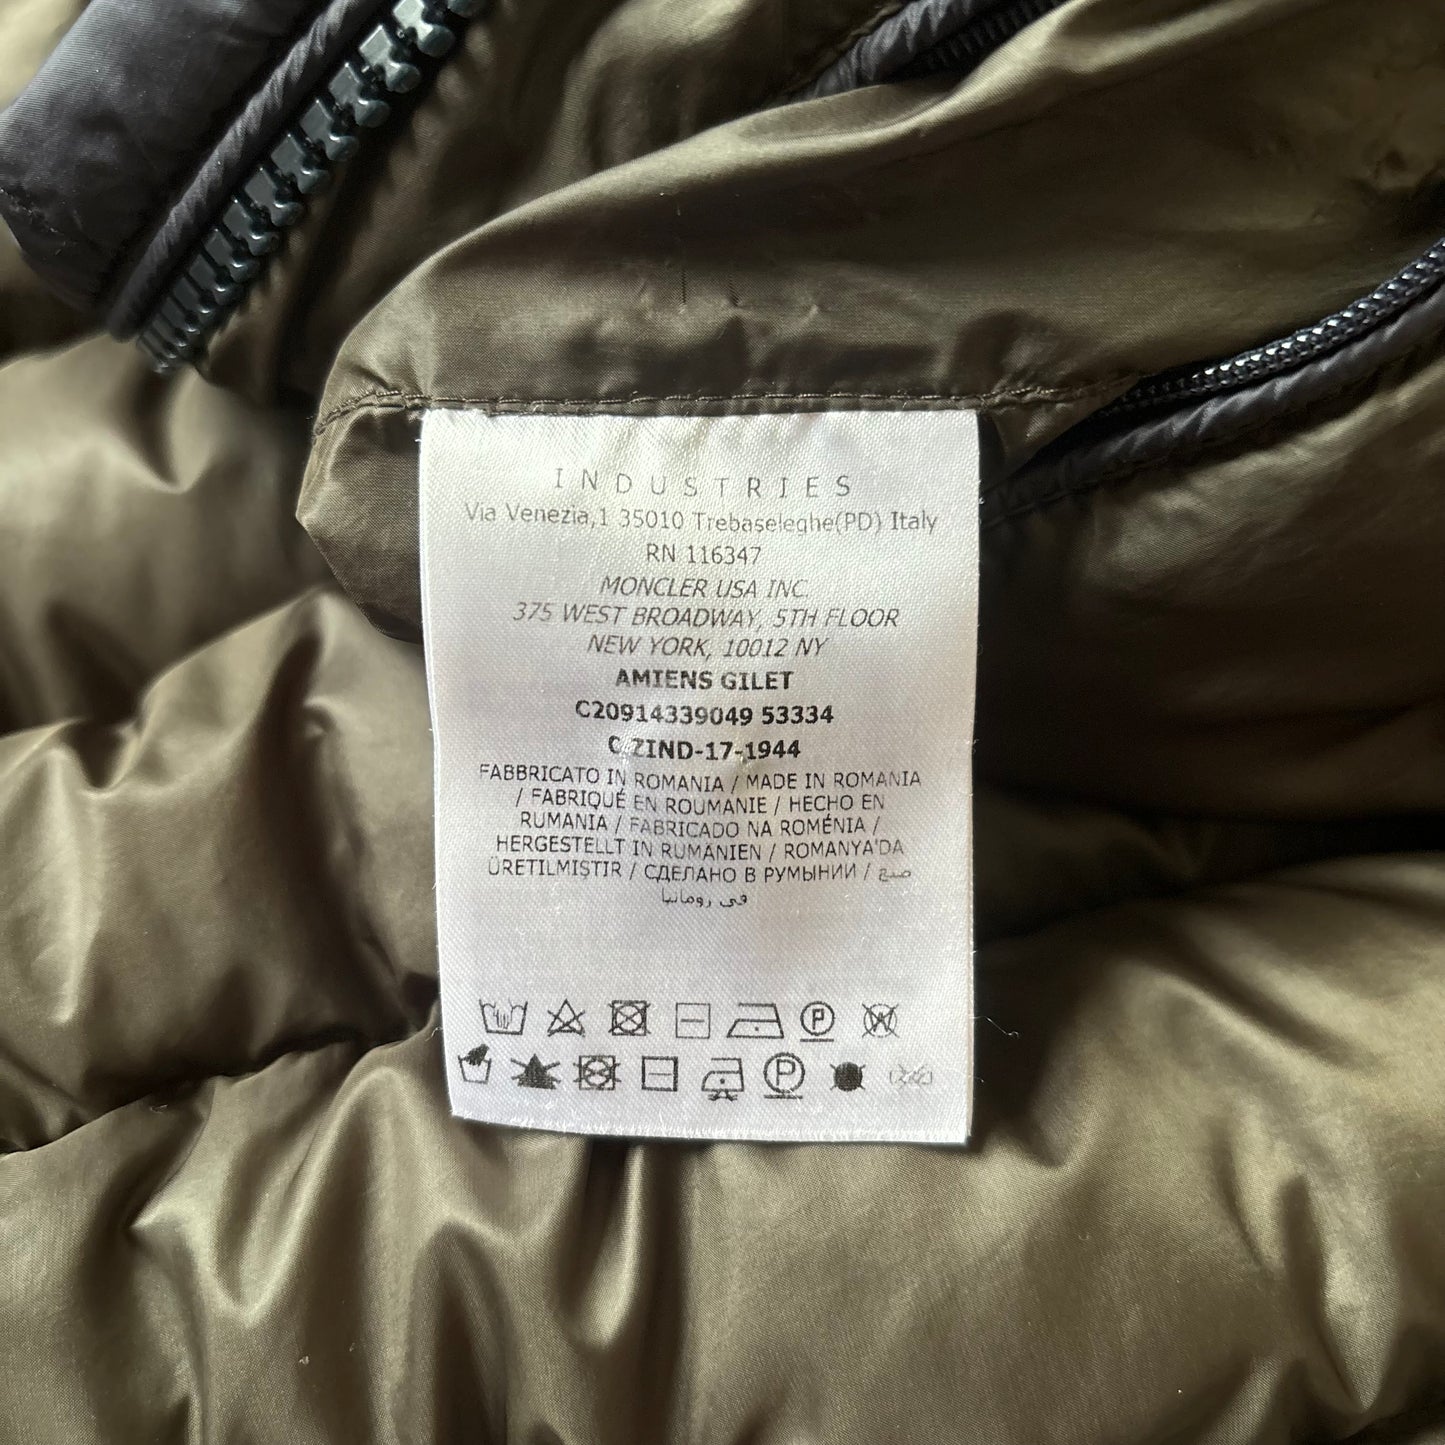 INDUSTRIES
Via Venezia,1 35010 Trebaseleghe(PD) Italy
RN 116347
MONCLER USA INC.
375 WEST BROADWAY, 5TH FLOOR
NEW YORK, 10012 NY
AMIENS GILET
C20914339049 53334
ZIND-17-1944
FABBRICATO IN ROMANIA / MADE IN ROMANIA
/ FABRIQUÉ EN ROUMANIE / HECHO EN
RUMANIA / FABRICADO NA ROMÉNIA /
HERGESTELLT IN RUMÄNIEN / ROMANYA'DA
ÜRETILMIŞTIR / СДЕЛАНО В РУМЫНИИ / صنع
في رومانيا
P W
P